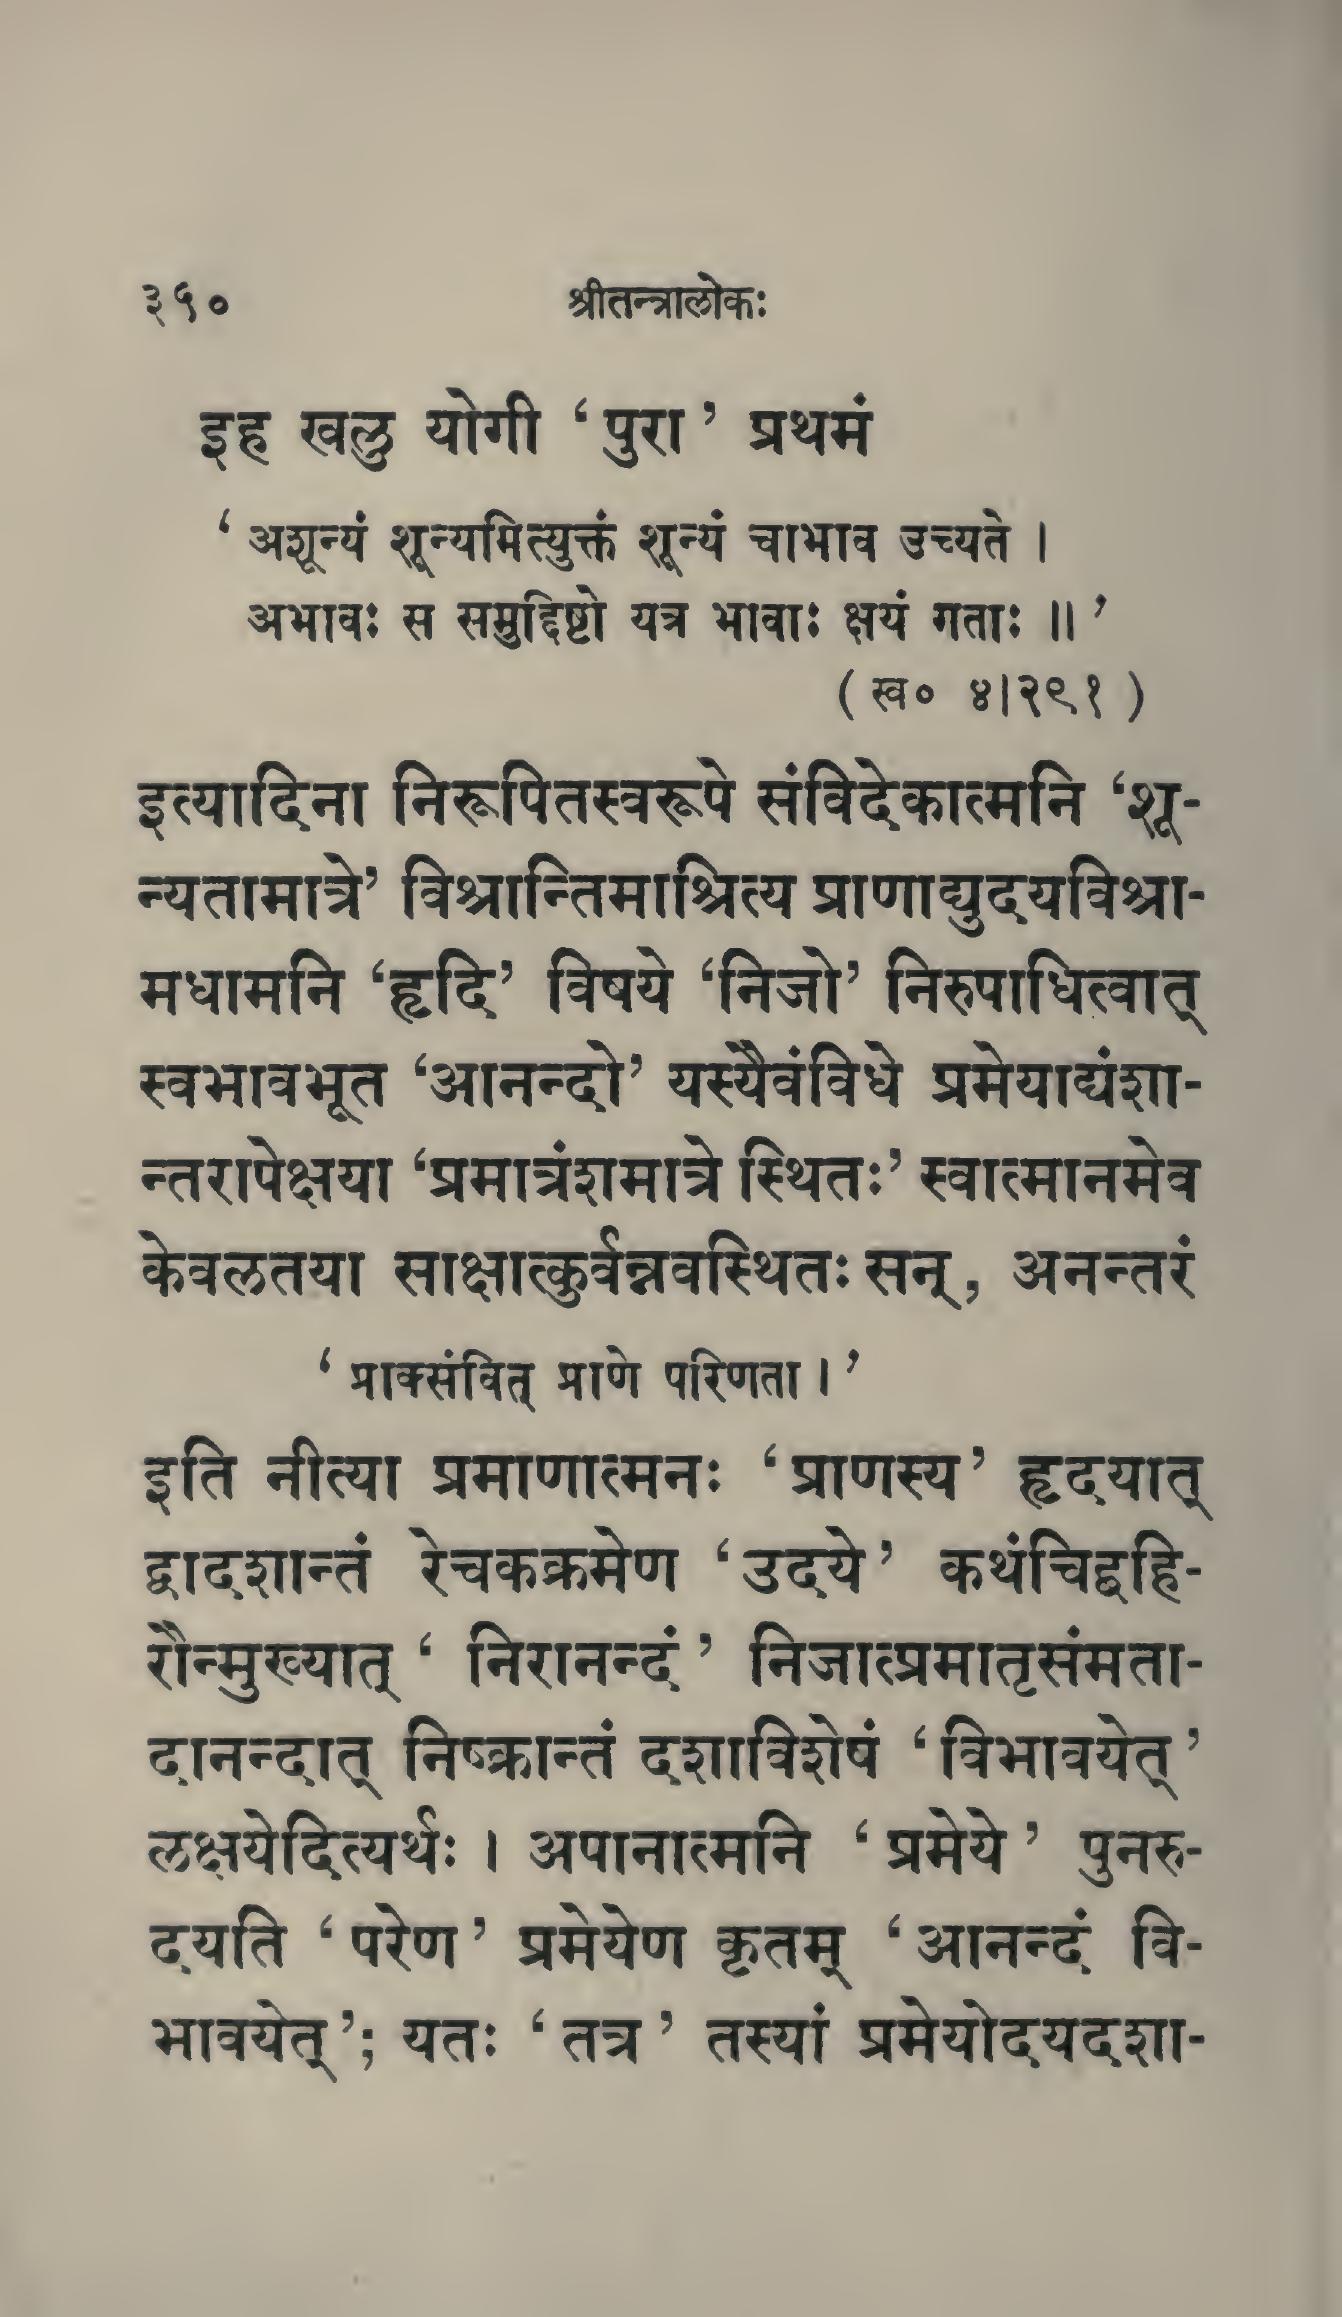 ३५० श्रीतन्त्रालोकः
इह खलु योगी ‘पुरा’ प्रथमं
‘अशून्यं शून्यमित्युक्तं शून्यं चाभाव उच्यते ।
अभावः स समुद्दिष्टो यत्र भावाः क्षयं गताः ॥’
( स्व० ४।२९१ )
इत्यादिना निरूपितस्वरूपे संविदेकात्मनि ‘शू-
न्यतामात्रे’ विश्रान्तिमाश्रित्य प्राणाद्युदयविश्रा-
मधामनि ‘हृदि’ विषये ‘निजो’ निरुपाधित्वात्
स्वभावभूत ‘आनन्दो’ यस्यैवंविधे प्रमेयाद्यंशा-
न्तरापेक्षया ‘प्रमात्रंशमात्रे स्थितः’ स्वात्मानमेव
केवलतया साक्षात्कुर्वन्नवस्थितः सन्, अनन्तरं
‘प्राक्संवित् प्राणे परिणता।’
इति नीत्या प्रमाणात्मनः ‘प्राणस्य’ हृदयात्
द्वादशान्तं रेचकक्रमेण ‘उदये’ कथंचिद्बहि-
रौन्मुख्यात् ‘निरानन्दं’ निजात्प्रमातृसंमता-
दानन्दात् निष्क्रान्तं दशाविशेषं ‘विभावयेत्’
लक्षयेदित्यर्थः । अपानात्मनि ‘प्रमेये’ पुनरु-
दयति ‘परेण’ प्रमेयेण कृतम् ‘आनन्दं वि-
भावयेत्’; यतः ‘तत्र’ तस्यां प्रमेयोदयदशा-